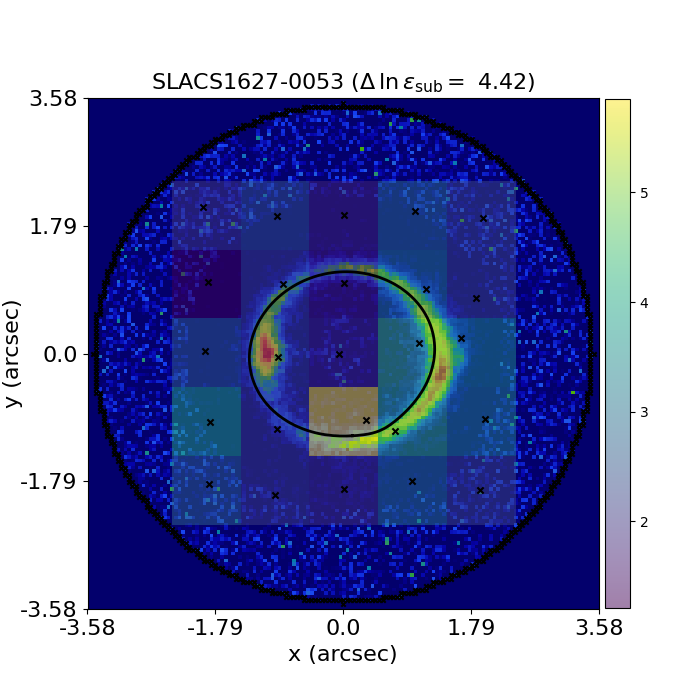 SLACS1627-0053 (Δ ln ε_sub = 4.42)
3.58
1.79
0.0
-1.79
-3.58
y (arcsec)
-3.58 -1.79 0.0 1.79 3.58
x (arcsec)
5
4
3
2